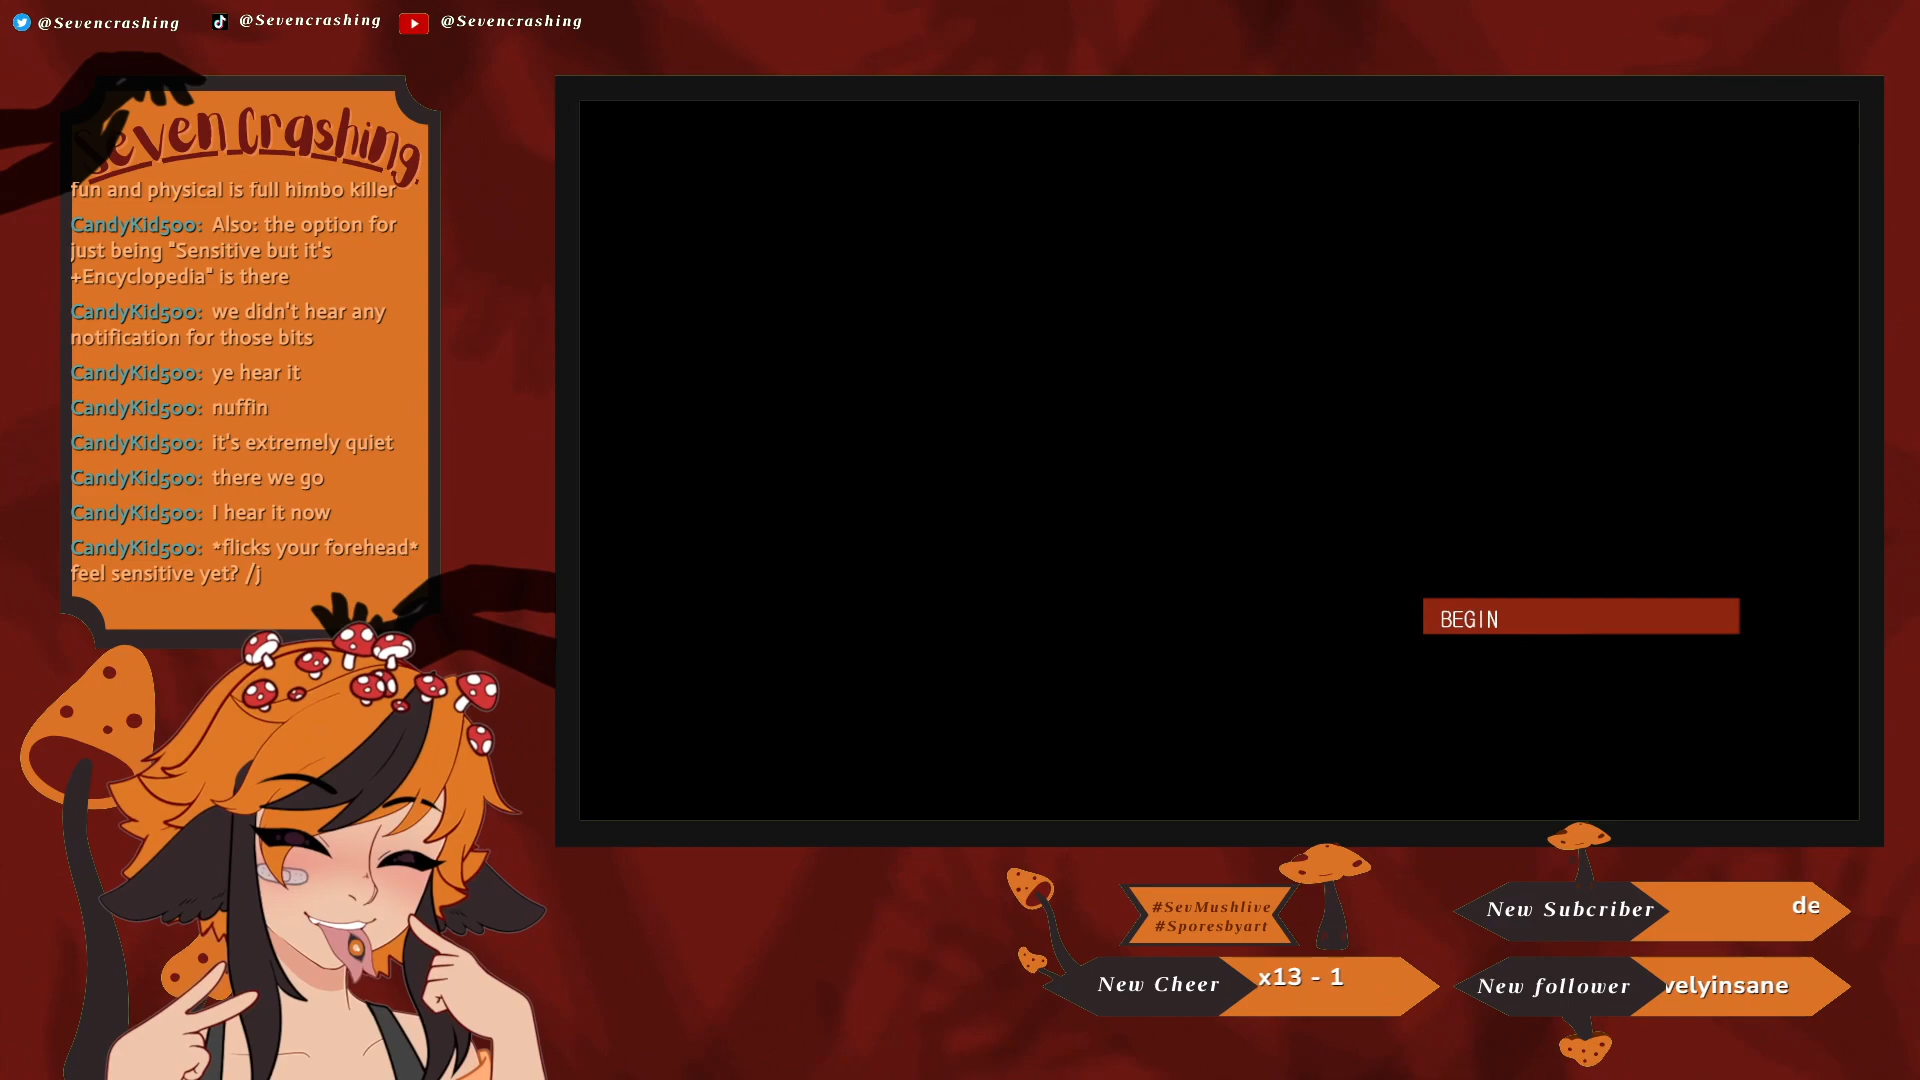 @Sevencrashing
@Sevencrashing
@Sevencrashing
Seven Crashing
fun and physical is full himbo killer
CandyKid500: Also: the option for
just being "Sensitive but it's
+Encyclopedia" is there
CandyKid500: we didn't hear any
notification for those bits
CandyKid500: ye hear it
CandyKid500: nuffin
CandyKid500: it's extremely quiet
CandyKid500: there we go
CandyKid500: I hear it now
CandyKid500: *flicks your forehead*
feel sensitive yet? /j
BEGIN
#SevMushlive
#Sporesbyart
New Subcriber
de
New Cheer
x13 - 1
New follower
velyinsane